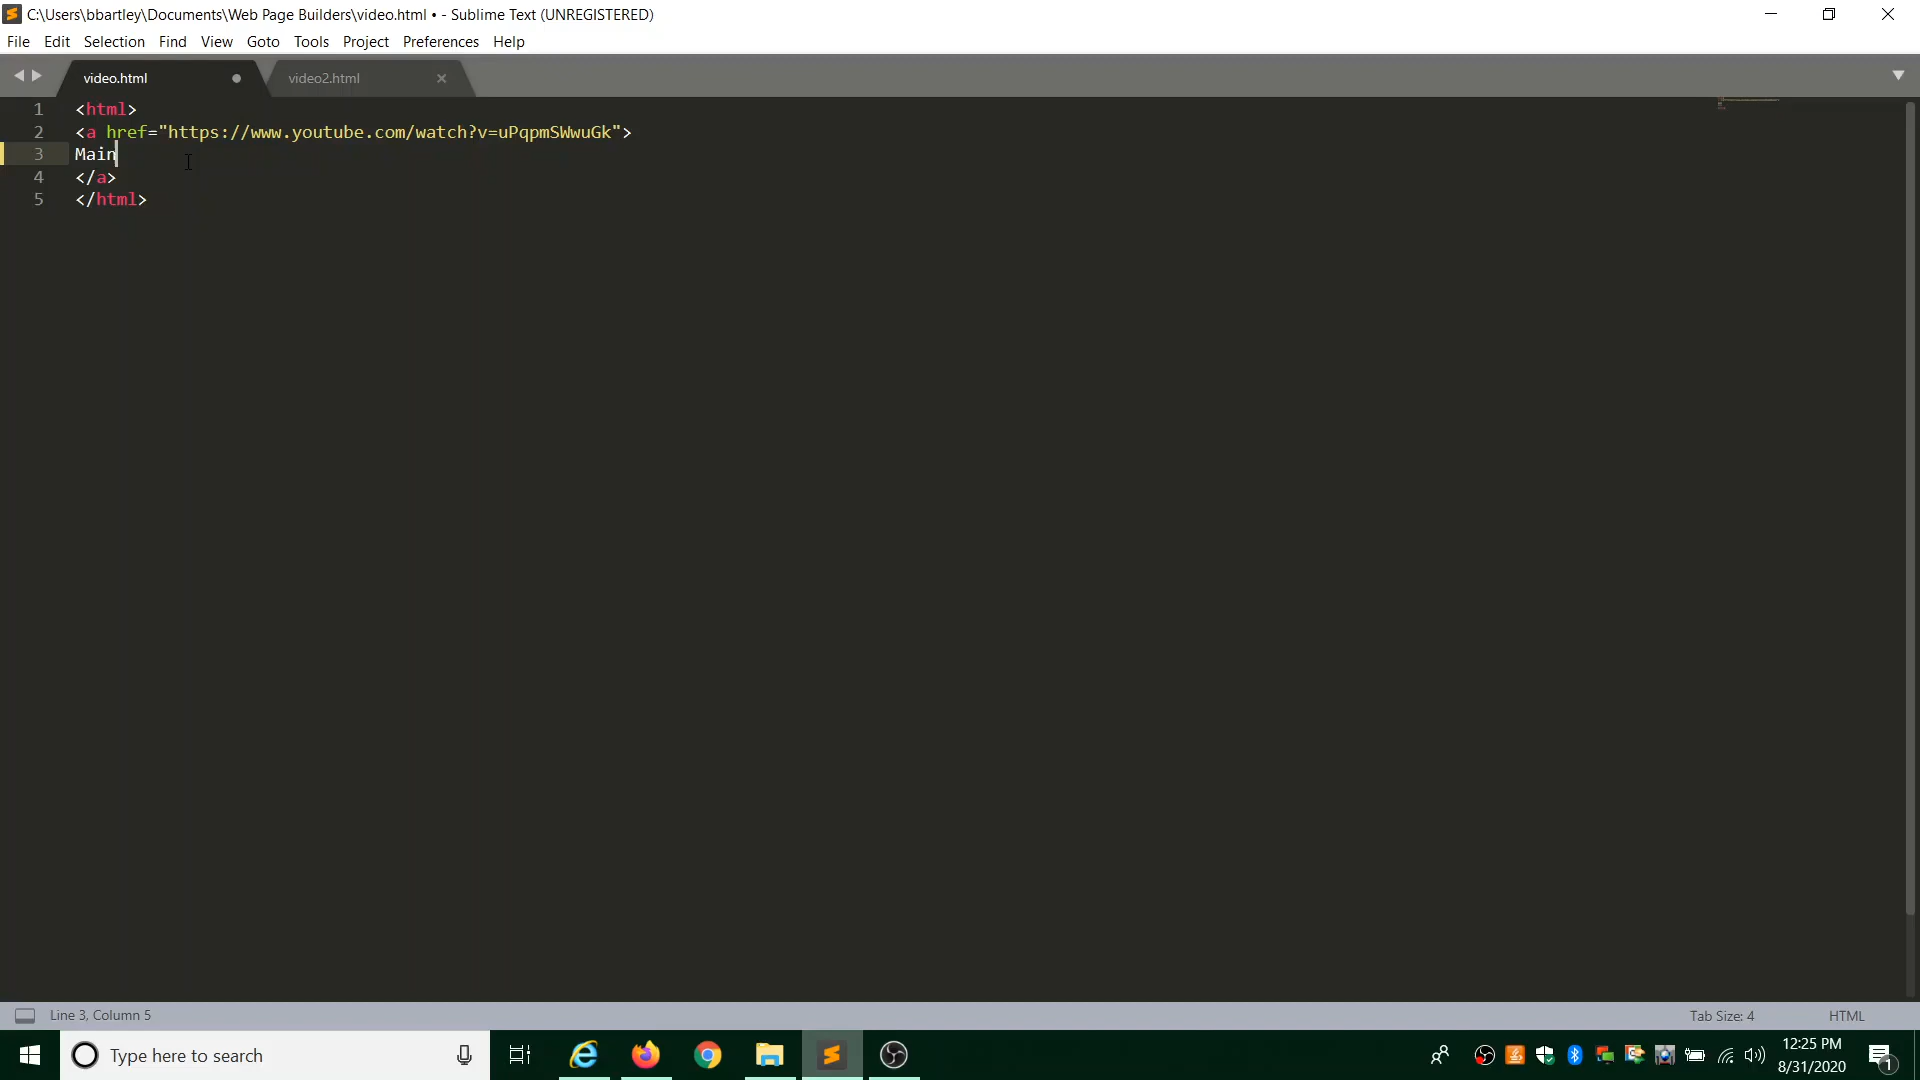 C:\Users\bbartley\Documents\Web Page Builders\video.html • - Sublime Text (UNREGISTERED)
File Edit Selection Find View Goto Tools Project Preferences Help
video.html video2.html
1 <html>
2 <a href="https://www.youtube.com/watch?v=uPqpmSWwuGk">
3 Main
4 </a>
5 </html>
Line 3, Column 5 Tab Size: 4 HTML
Type here to search
12:25 PM
8/31/2020
1